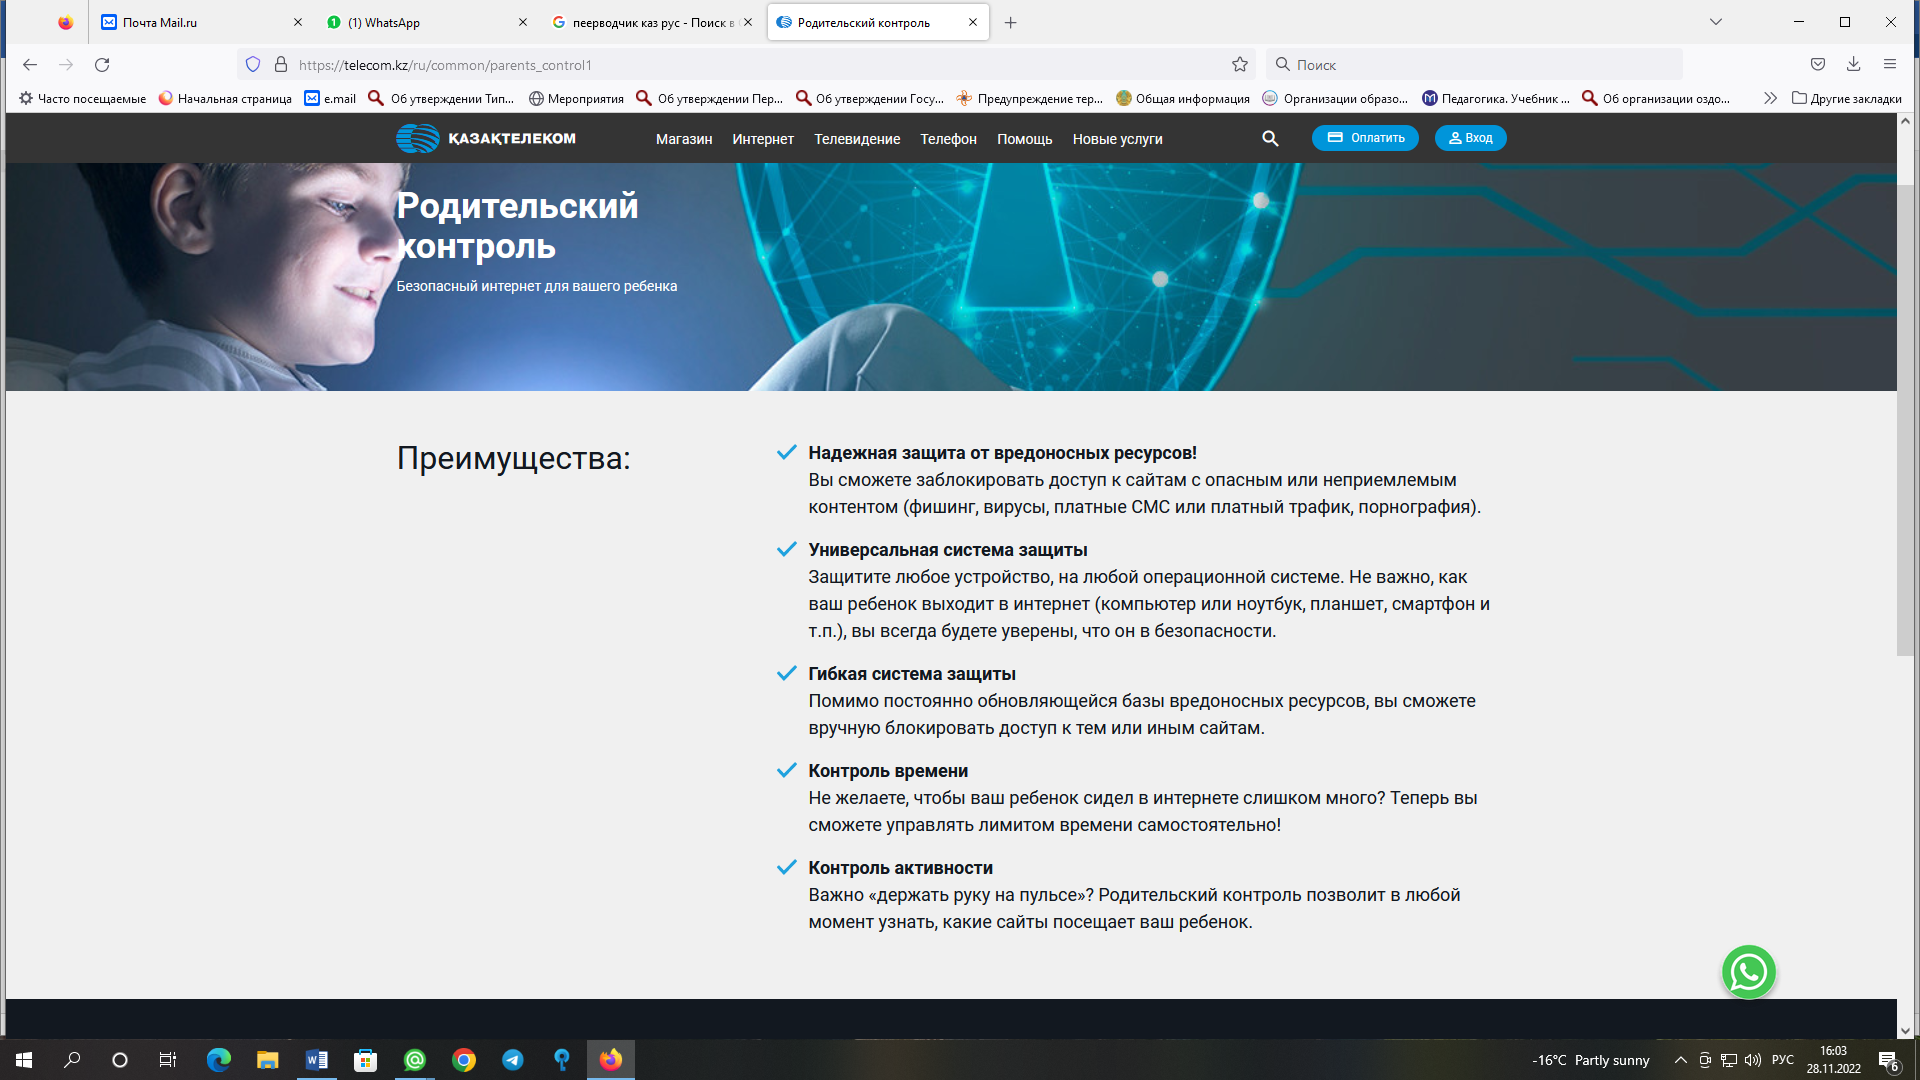 Почта Mail.ru
(1) WhatsApp
пеерводчик каз рус - Поиск в
Родительский контроль
https://telecom.kz/ru/common/parents_control1
Поиск
Часто посещаемые
Начальная страница
e.mail
Об утверждении Тип...
Мероприятия
Об утверждении Пер...
Об утверждении Госу...
Предупреждение тер...
Общая информация
Организации образо...
Педагогика. Учебник ...
Об организации оздо...
Другие закладки
ҚАЗАҚТЕЛЕКОМ
Магазин
Интернет
Телевидение
Телефон
Помощь
Новые услуги
Оплатить
Вход
Родительский
контроль
Безопасный интернет для вашего ребенка
Преимущества:
Надежная защита от вредоносных ресурсов!
Вы сможете заблокировать доступ к сайтам с опасным или неприемлемым
контентом (фишинг, вирусы, платные СМС или платный трафик, порнография).
Универсальная система защиты
Защитите любое устройство, на любой операционной системе. Не важно, как
ваш ребенок выходит в интернет (компьютер или ноутбук, планшет, смартфон и
т.п.), вы всегда будете уверены, что он в безопасности.
Гибкая система защиты
Помимо постоянно обновляющейся базы вредоносных ресурсов, вы сможете
вручную блокировать доступ к тем или иным сайтам.
Контроль времени
Не желаете, чтобы ваш ребенок сидел в интернете слишком много? Теперь вы
сможете управлять лимитом времени самостоятельно!
Контроль активности
Важно «держать руку на пульсе»? Родительский контроль позволит в любой
момент узнать, какие сайты посещает ваш ребенок.
-16°C Partly sunny
РУС
16:03
28.11.2022
6